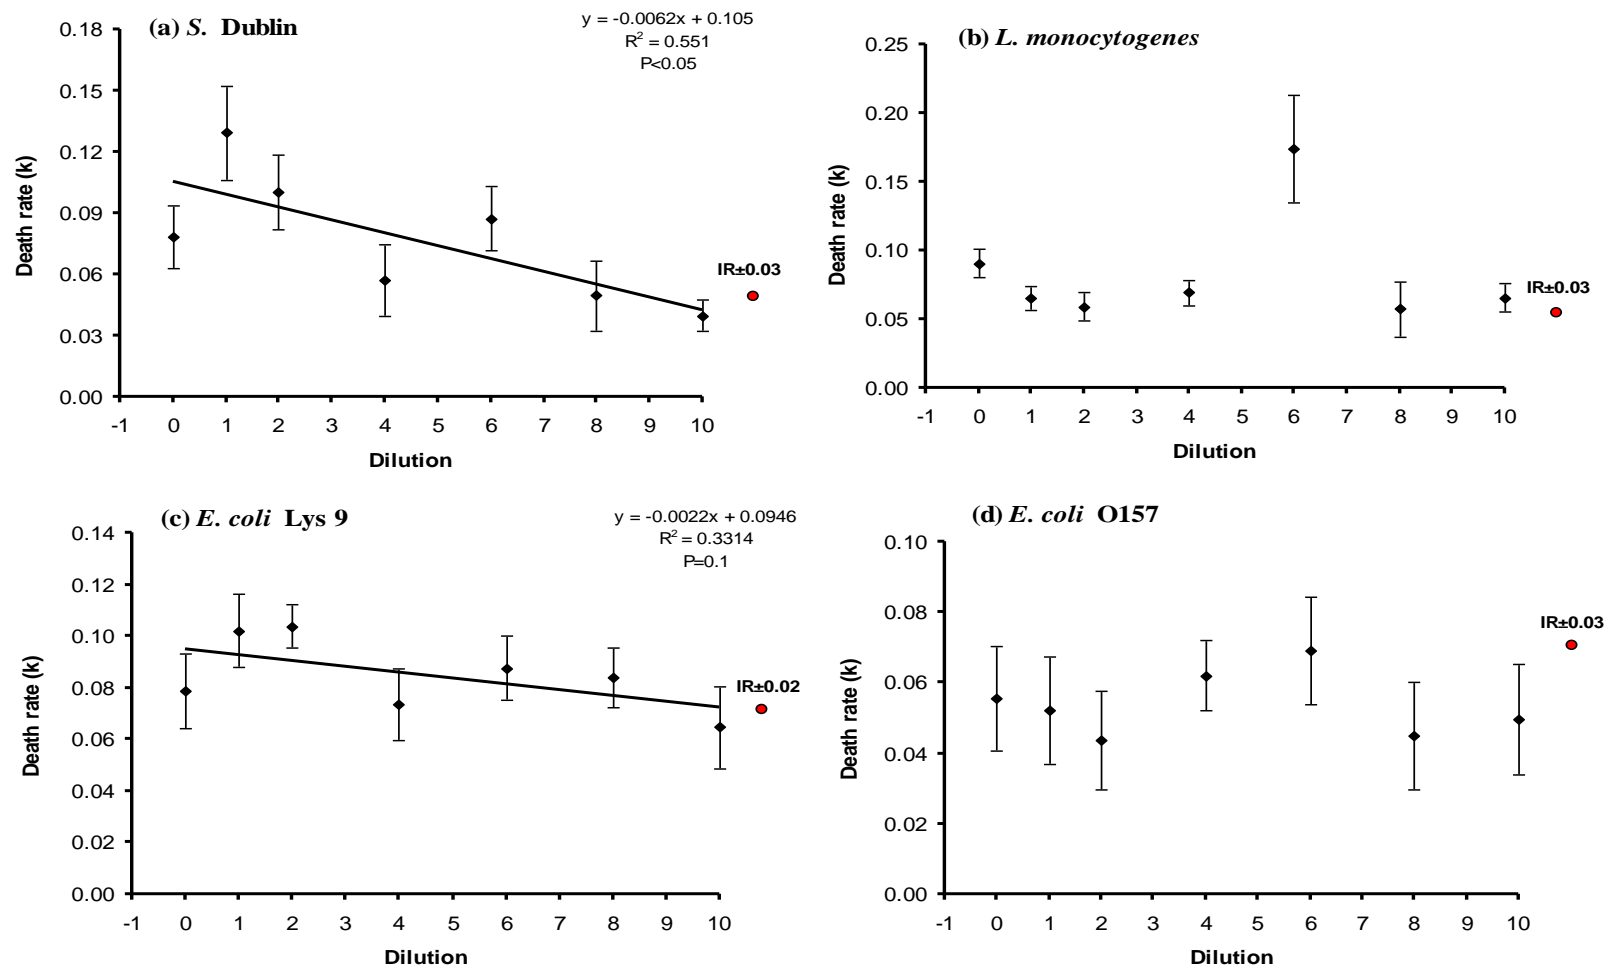 (a) S. Dublin
y = -0.0062x + 0.105
R² = 0.551
P<0.05
0.18
0.15
0.12
0.09
0.06
0.03
0.00
Death rate (k)
IR±0.03
-1 0 1 2 3 4 5 6 7 8 9 10
Dilution
(b) L. monocytogenes
0.25
0.20
0.15
0.10
0.05
0.00
Death rate (k)
IR±0.03
-1 0 1 2 3 4 5 6 7 8 9 10
Dilution
(c) E. coli Lys 9
y = -0.0022x + 0.0946
R² = 0.3314
P=0.1
0.14
0.12
0.10
0.08
0.06
0.04
0.02
0.00
Death rate (k)
IR±0.02
-1 0 1 2 3 4 5 6 7 8 9 10
Dilution
(d) E. coli O157
0.10
0.08
0.06
0.04
0.02
0.00
Death rate (k)
IR±0.03
-1 0 1 2 3 4 5 6 7 8 9 10
Dilution